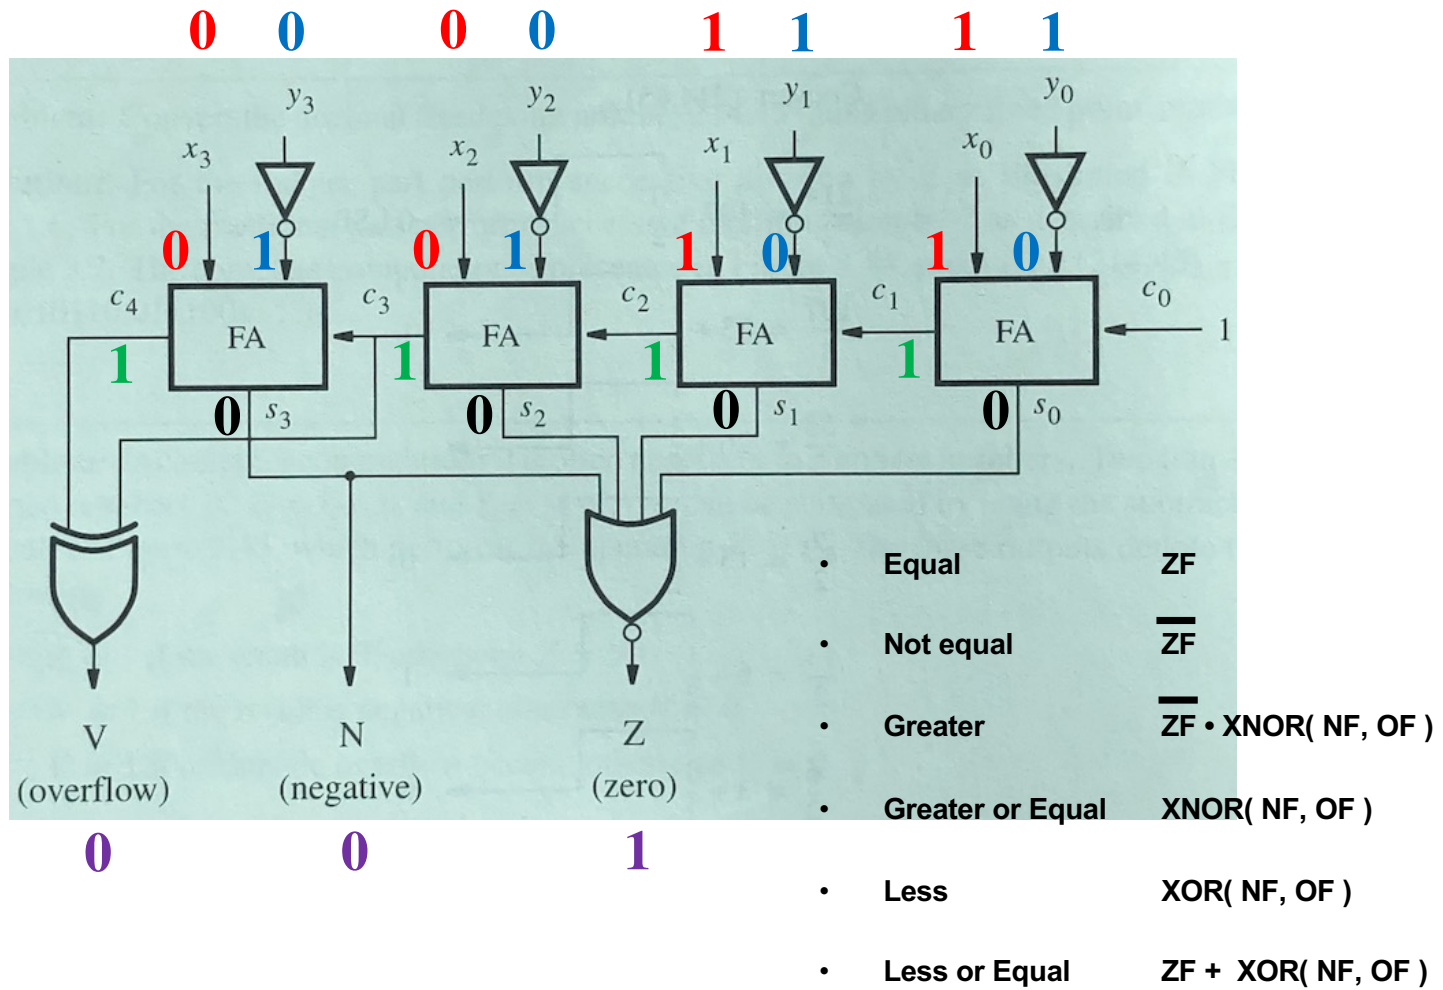 0 0 0 0 1 1 1 1
y3 y2 y1 y0
x3 x2 x1 x0
0 1 0 1 1 0 1 0
c4 c3 c2 c1 c0
FA FA FA FA 1
1 1 1 1
0 s3 0 s2 0 s1 0 s0
V N Z
(overflow) (negative) (zero)
0 0 1
• Equal ZF
• Not equal Z̅F̅
• Greater Z̅F̅ • XNOR( NF, OF )
• Greater or Equal XNOR( NF, OF )
• Less XOR( NF, OF )
• Less or Equal ZF + XOR( NF, OF )